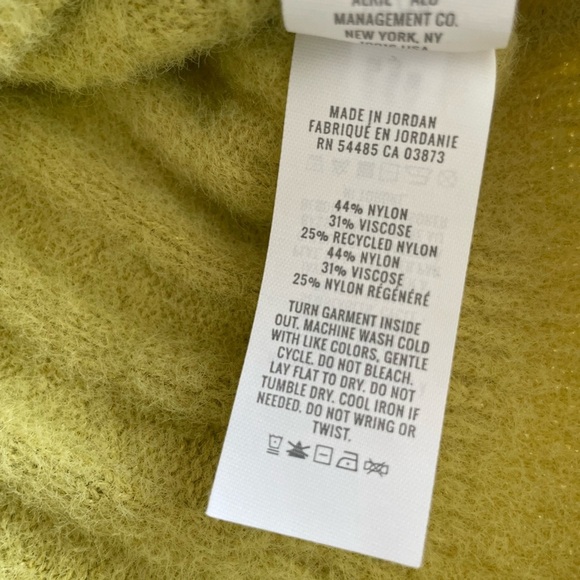 MANAGEMENT CO.
NEW YORK, NY
MADE IN JORDAN
FABRIQUÉ EN JORDANIE
RN 54485 CA 03873
44% NYLON
31% VISCOSE
25% RECYCLED NYLON
44% NYLON
31% VISCOSE
25% NYLON RÉGÉNÉRÉ
TURN GARMENT INSIDE
OUT. MACHINE WASH COLD
WITH LIKE COLORS, GENTLE
CYCLE. DO NOT BLEACH.
LAY FLAT TO DRY. DO NOT
TUMBLE DRY. COOL IRON IF
NEEDED. DO NOT WRING OR
TWIST.